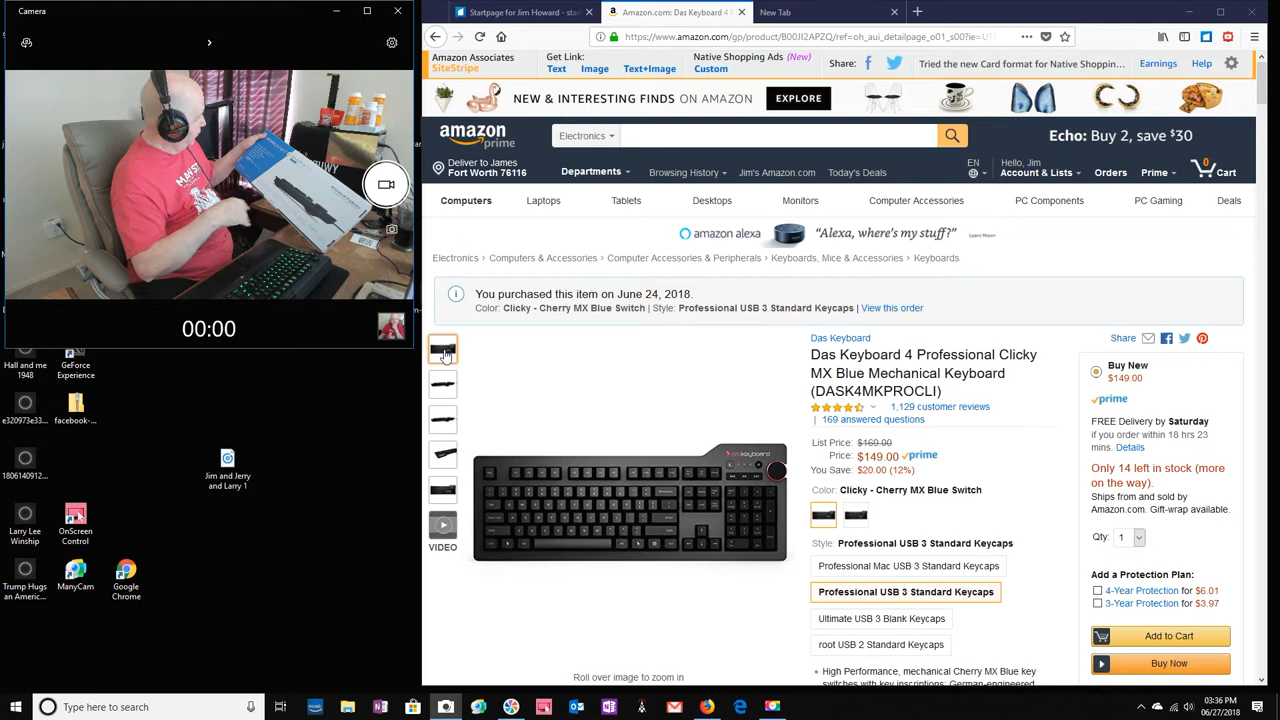 Camera
00:00
Hall and me
1948
GeForce
Experience
e320973e33...
facebook-...
1806140912...
Jim and Jerry
and Larry 1
Larry Lee
Winship
OnScreen
Control
Trump Hugs
an Americ...
ManyCam
Google
Chrome
Startpage for Jim Howard - star
Amazon.com: Das Keyboard 4
New Tab
https://www.amazon.com/gp/product/B00JI2APZQ/ref=oh_aui_detailpage_o01_s00?ie=UT
Amazon Associates
SiteStripe
Get Link:
Text Image Text+Image
Native Shopping Ads (New)
Custom
Share:
Tried the new Card format for Native Shoppin...
Earnings
Help
NEW & INTERESTING FINDS ON AMAZON
EXPLORE
amazon
prime
Electronics
Echo: Buy 2, save $30
Deliver to James
Fort Worth 76116
Departments
Browsing History
Jim's Amazon.com
Today's Deals
EN
Hello, Jim
Account & Lists
Orders
Prime
0
Cart
Computers
Laptops
Tablets
Desktops
Monitors
Computer Accessories
PC Components
PC Gaming
Deals
amazon alexa
“Alexa, where's my stuff?”
Learn More›
Electronics › Computers & Accessories › Computer Accessories & Peripherals › Keyboards, Mice & Accessories › Keyboards
You purchased this item on June 24, 2018.
Color: Clicky - Cherry MX Blue Switch | Style: Professional USB 3 Standard Keycaps | View this order
VIDEO
daskeyboard
Roll over image to zoom in
Das Keyboard
Das Keyboard 4 Professional Clicky
MX Blue Mechanical Keyboard
(DASK4MKPROCLI)
1,129 customer reviews
| 169 answered questions
List Price: $169.00
Price: $149.00 prime
You Save: $20.00 (12%)
Color: Clicky - Cherry MX Blue Switch
Style: Professional USB 3 Standard Keycaps
Professional Mac USB 3 Standard Keycaps
Professional USB 3 Standard Keycaps
Ultimate USB 3 Blank Keycaps
root USB 2 Standard Keycaps
High Performance, mechanical Cherry MX Blue key
switches with key inscriptions; German-engineered
Share
Buy New
$149.00
prime
FREE Delivery by Saturday
if you order within 18 hrs 23
mins. Details
Only 14 left in stock (more
on the way).
Ships from and sold by
Amazon.com. Gift-wrap available.
Qty: 1
Add a Protection Plan:
4-Year Protection for $6.01
3-Year Protection for $3.97
Add to Cart
Buy Now
Type here to search
03:36 PM
06/27/2018